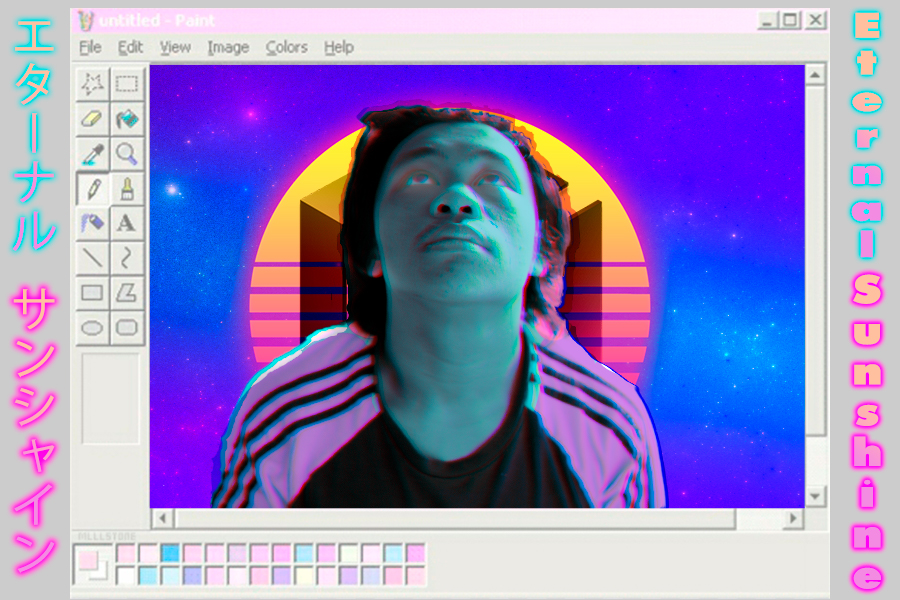 untitled - Paint
File Edit View Image Colors Help
エターナル サンシャイン
Eternal Sunshine
A
MILLSTONE